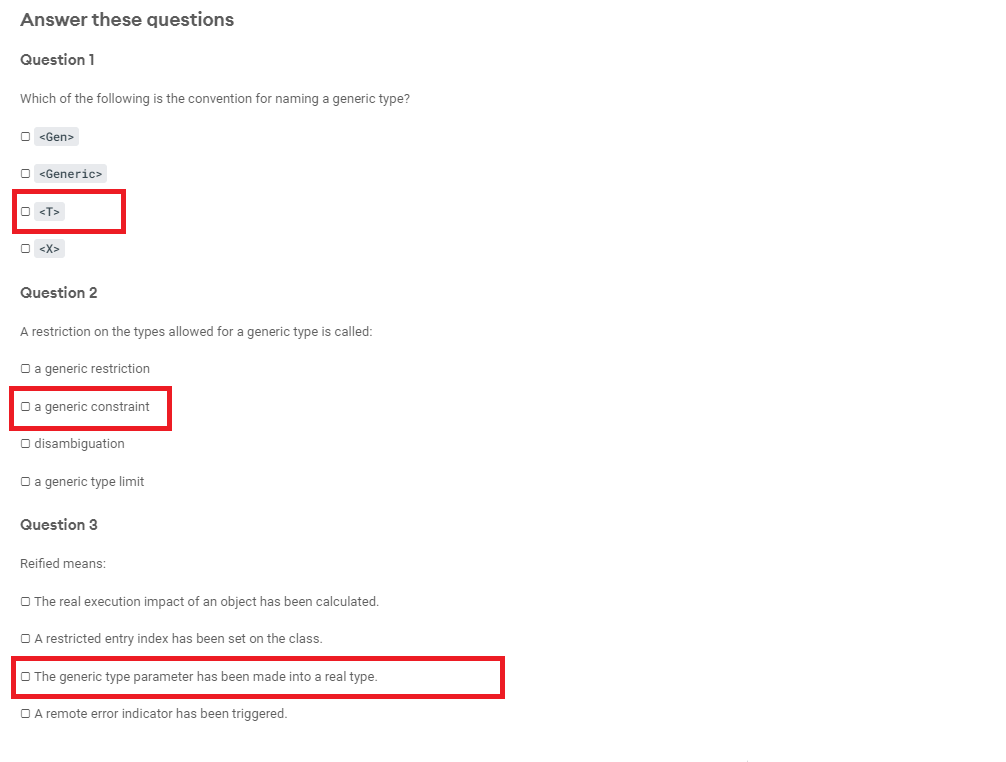 Answer these questions
Question 1
Which of the following is the convention for naming a generic type?
<Gen>
<Generic>
<T>
<X>
Question 2
A restriction on the types allowed for a generic type is called:
a generic restriction
a generic constraint
disambiguation
a generic type limit
Question 3
Reified means:
The real execution impact of an object has been calculated.
A restricted entry index has been set on the class.
The generic type parameter has been made into a real type.
A remote error indicator has been triggered.